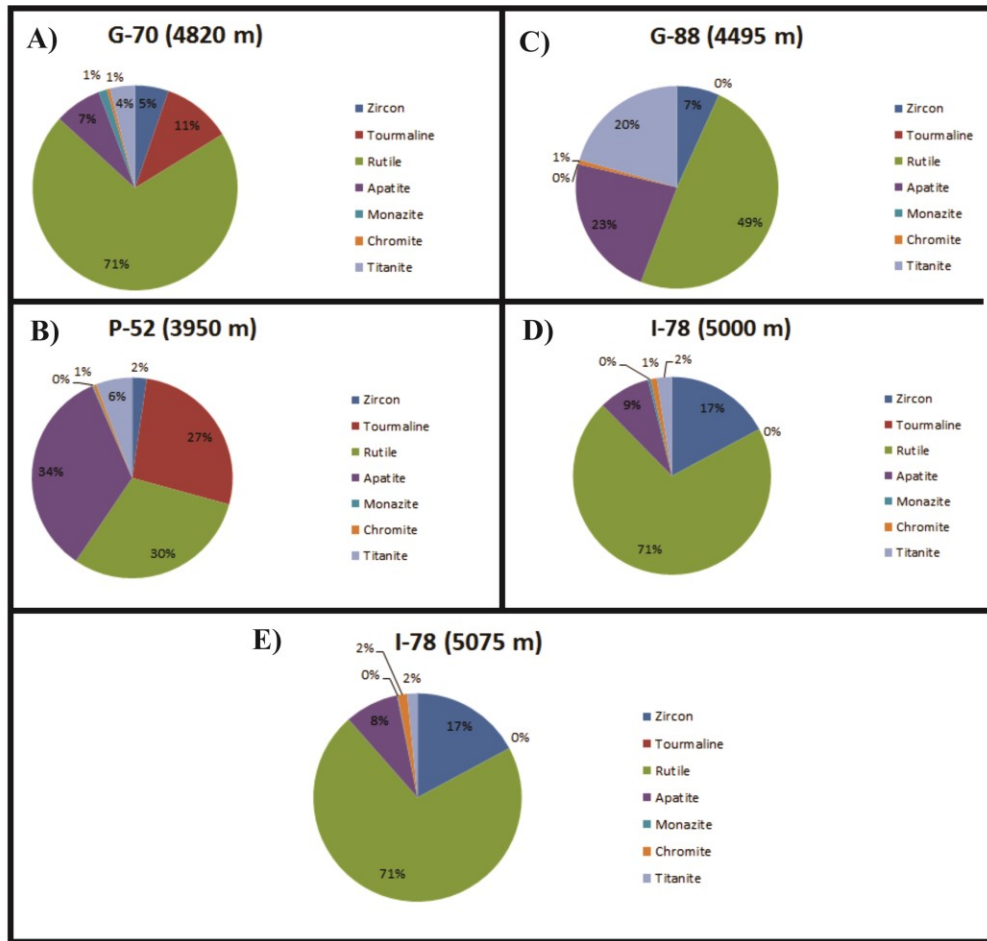 A)
G-70 (4820 m)
1%
1%
4%
5%
11%
7%
71%
Zircon
Tourmaline
Rutile
Apatite
Monazite
Chromite
Titanite
C)
G-88 (4495 m)
0%
7%
20%
1%
0%
23%
49%
Zircon
Tourmaline
Rutile
Apatite
Monazite
Chromite
Titanite
B)
P-52 (3950 m)
1%
2%
0%
6%
27%
34%
30%
Zircon
Tourmaline
Rutile
Apatite
Monazite
Chromite
Titanite
D)
I-78 (5000 m)
0%
1%
2%
9%
17%
0%
71%
Zircon
Tourmaline
Rutile
Apatite
Monazite
Chromite
Titanite
E)
I-78 (5075 m)
2%
0%
2%
8%
17%
0%
71%
Zircon
Tourmaline
Rutile
Apatite
Monazite
Chromite
Titanite